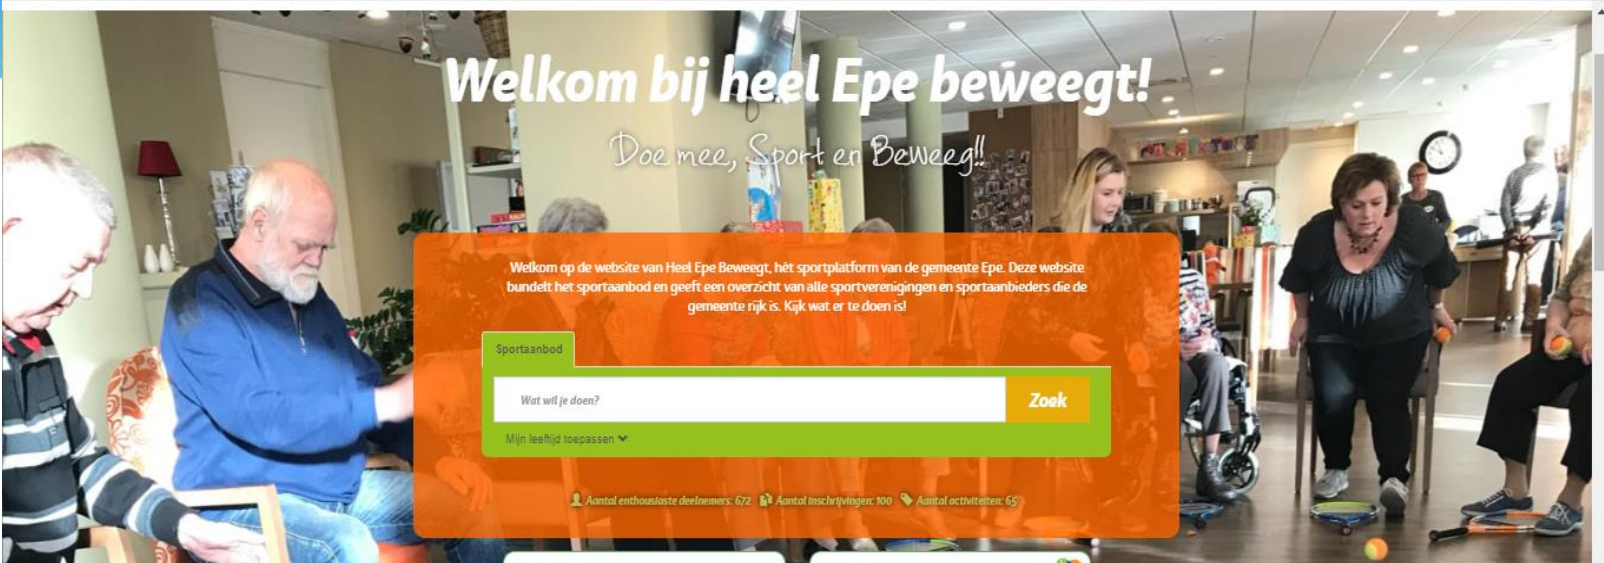 Welkom bij heel Epe beweegt!
Doe mee, Sport en Beweeg!!
Welkom op de website van Heel Epe Beweegt, hèt sportplatform van de gemeente Epe. Deze website
bundelt het sportaanbod en geeft een overzicht van alle sportverenigingen en sportaanbieders die de
gemeente rijk is. Kijk wat er te doen is!
Sportaanbod
Wat wil je doen?
Zoek
Mijn leeftijd toepassen
Aantal enthousiaste deelnemers: 672 Aantal inschrijvingen: 100 Aantal activiteiten: 65